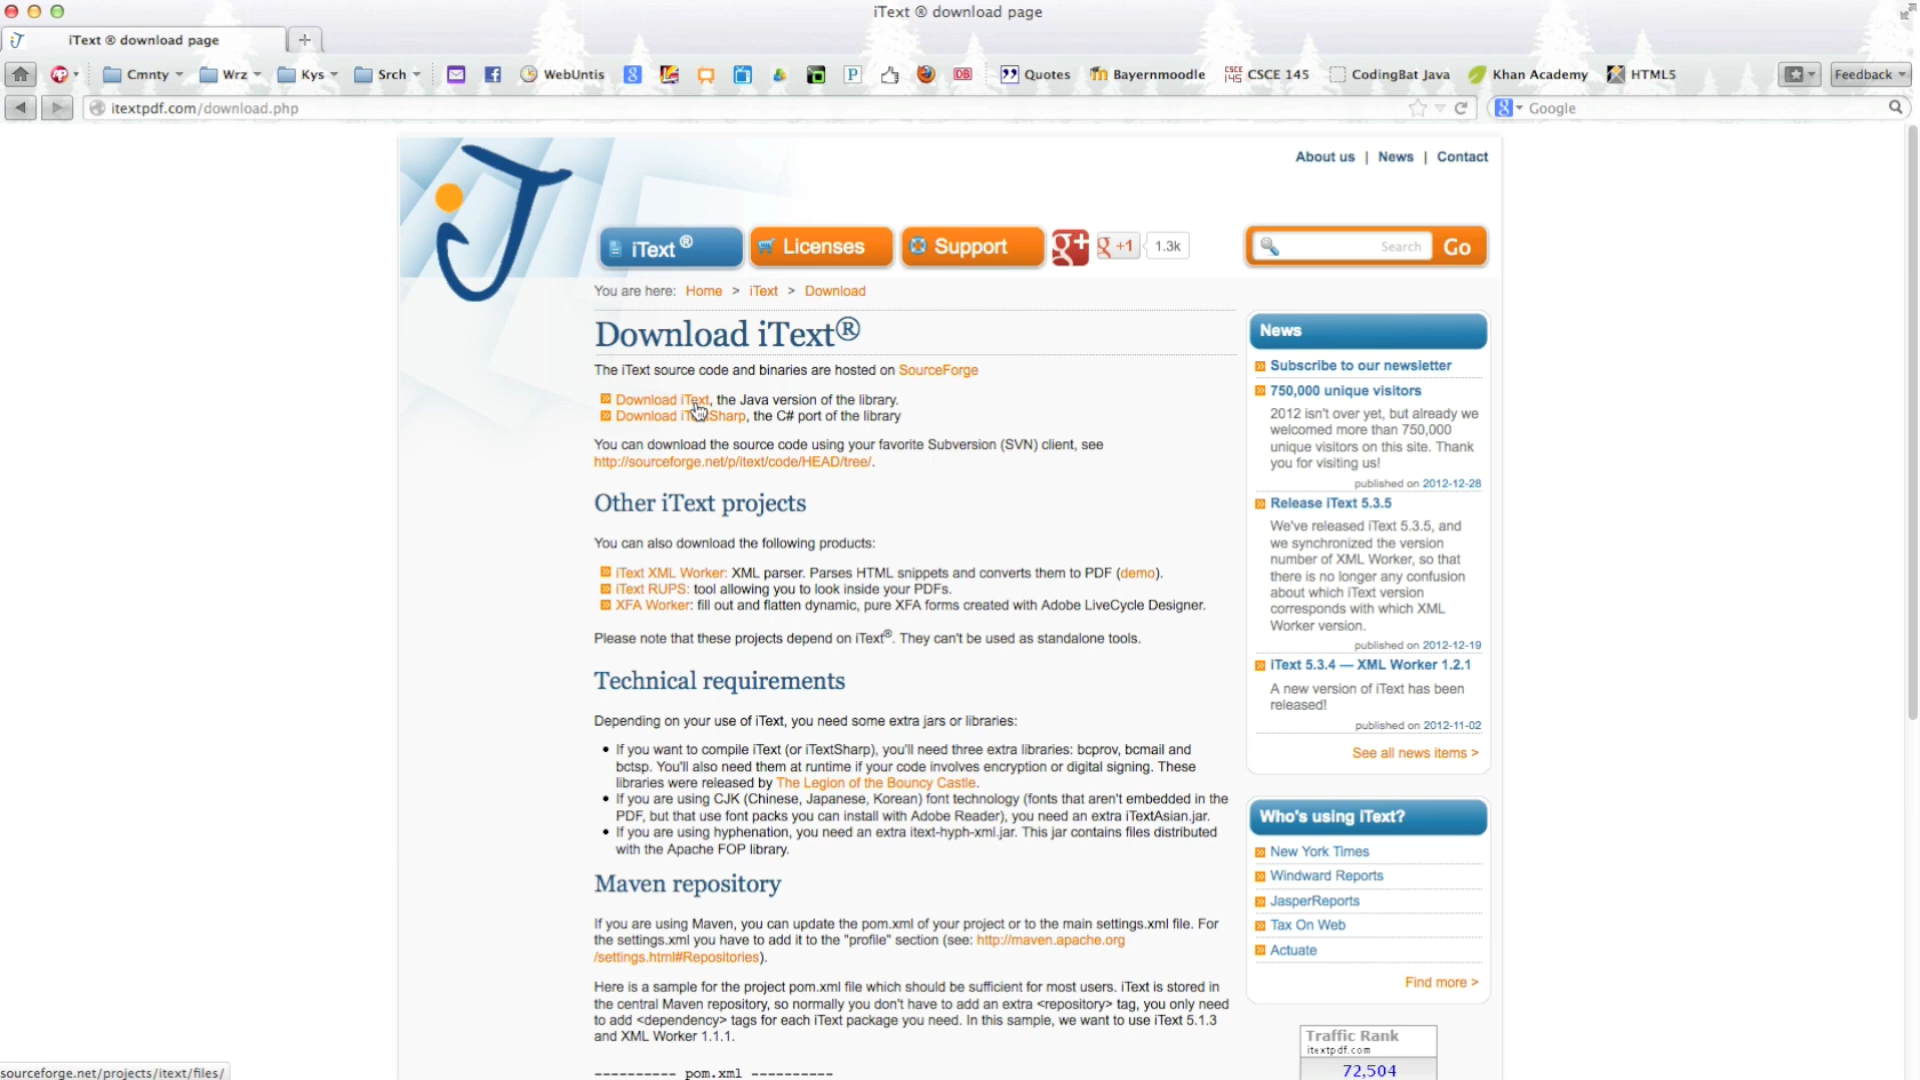 iText ® download page
iText ® download page
Cmnty Wrz Kys Srch WebUntis Quotes Bayernmoodle CSCE 145 CodingBat Java Khan Academy HTML5 Feedback
itextpdf.com/download.php Google
About us | News | Contact
iText ® Licenses Support g+ +1 1.3k Search Go
You are here: Home > iText > Download
Download iText®
The iText source code and binaries are hosted on SourceForge
Download iText, the Java version of the library.
Download iTextSharp, the C# port of the library
You can download the source code using your favorite Subversion (SVN) client, see
http://sourceforge.net/p/itext/code/HEAD/tree/.
Other iText projects
You can also download the following products:
iText XML Worker: XML parser. Parses HTML snippets and converts them to PDF (demo).
iText RUPS: tool allowing you to look inside your PDFs.
XFA Worker: fill out and flatten dynamic, pure XFA forms created with Adobe LiveCycle Designer.
Please note that these projects depend on iText®. They can't be used as standalone tools.
Technical requirements
Depending on your use of iText, you need some extra jars or libraries:
• If you want to compile iText (or iTextSharp), you'll need three extra libraries: bcprov, bcmail and
bctsp. You'll also need them at runtime if your code involves encryption or digital signing. These
libraries were released by The Legion of the Bouncy Castle.
• If you are using CJK (Chinese, Japanese, Korean) font technology (fonts that aren't embedded in the
PDF, but that use font packs you can install with Adobe Reader), you need an extra iTextAsian.jar.
• If you are using hyphenation, you need an extra itext-hyph-xml.jar. This jar contains files distributed
with the Apache FOP library.
Maven repository
If you are using Maven, you can update the pom.xml of your project or to the main settings.xml file. For
the settings.xml you have to add it to the "profile" section (see: http://maven.apache.org
/settings.html#Repositories).
Here is a sample for the project pom.xml file which should be sufficient for most users. iText is stored in
the central Maven repository, so normally you don't have to add an extra <repository> tag, you only need
to add <dependency> tags for each iText package you need. In this sample, we want to use iText 5.1.3
and XML Worker 1.1.1.
---------- pom.xml ----------
News
Subscribe to our newsletter
750,000 unique visitors
2012 isn't over yet, but already we
welcomed more than 750,000
unique visitors on this site. Thank
you for visiting us!
published on 2012-12-28
Release iText 5.3.5
We've released iText 5.3.5, and
we synchronized the version
number of XML Worker, so that
there is no longer any confusion
about which iText version
corresponds with which XML
Worker version.
published on 2012-12-19
iText 5.3.4 — XML Worker 1.2.1
A new version of iText has been
released!
published on 2012-11-02
See all news items >
Who's using iText?
New York Times
Windward Reports
JasperReports
Tax On Web
Actuate
Find more >
Traffic Rank
itextpdf.com
72,504
sourceforge.net/projects/itext/files/